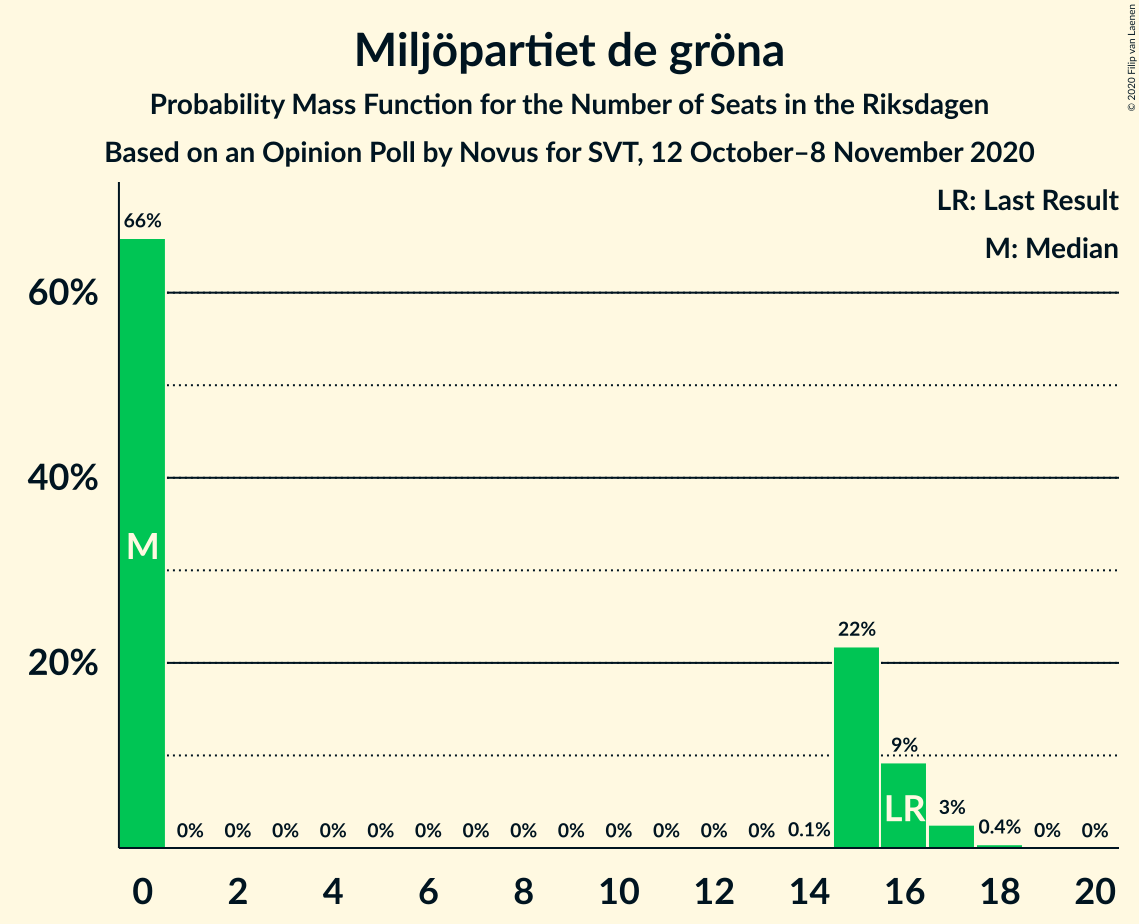 Miljöpartiet de gröna
Probability Mass Function for the Number of Seats in the Riksdagen
Based on an Opinion Poll by Novus for SVT, 12 October–8 November 2020
© 2020 Filip van Laenen
LR: Last Result
M: Median
66%
60%
40%
M
22%
20%
9%
LR
3%
0% 0% 0% 0% 0% 0% 0% 0% 0% 0% 0% 0% 0% 0.1% 0.4% 0% 0%
0 2 4 6 8 10 12 14 16 18 20